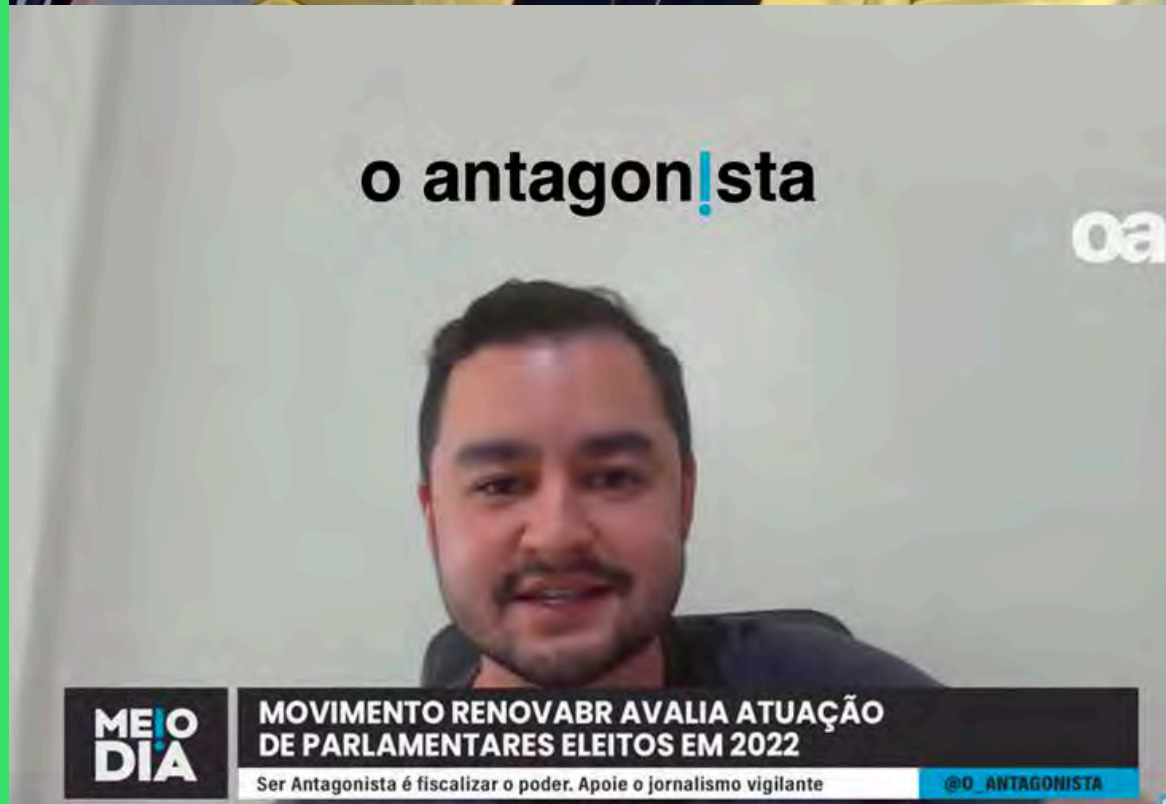 o antagon!sta
oa
MEIO
DIA
MOVIMENTO RENOVABR AVALIA ATUAÇÃO
DE PARLAMENTARES ELEITOS EM 2022
Ser Antagonista é fiscalizar o poder. Apoie o jornalismo vigilante
@O_ANTAGONISTA